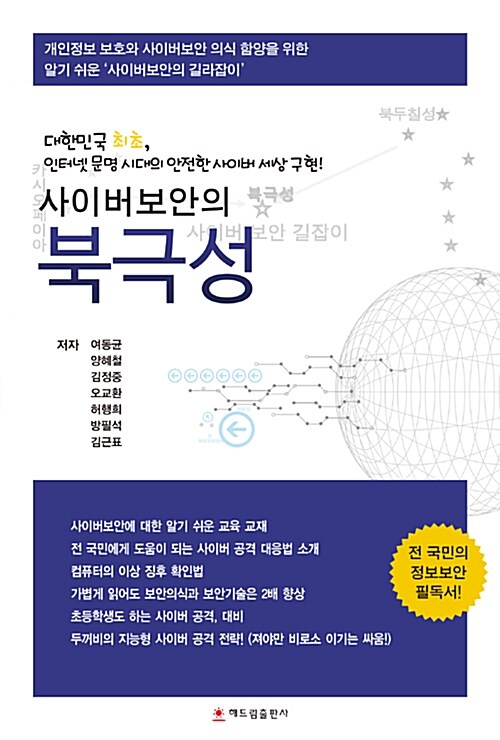 개인정보 보호와 사이버보안 의식 함양을 위한
알기 쉬운 '사이버보안의 길라잡이'
북두칠성
대한민국 최초,
인터넷 문명 시대의 안전한 사이버 세상 구현!
카시오페이아
북극성
사이버보안의
사이버 보안 길잡이
북극성
저자 여동균
양혜철
김정중
오교환
허행희
방필석
김근표
사이버보안에 대한 알기 쉬운 교육 교재
전 국민에게 도움이 되는 사이버 공격 대응법 소개
컴퓨터의 이상 징후 확인법
가볍게 읽어도 보안의식과 보안기술은 2배 향상
초등학생도 하는 사이버 공격, 대비
두꺼비의 지능형 사이버 공격 전략! (져야만 비로소 이기는 싸움!)
전 국민의
정보보안
필독서!
해드림출판사